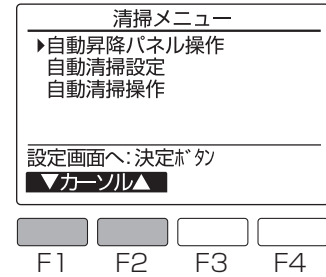 清掃メニュー
▶自動昇降パネル操作
自動清掃設定
自動清掃操作
設定画面へ:決定ボタン
▼カーソル▲
F1 F2 F3 F4